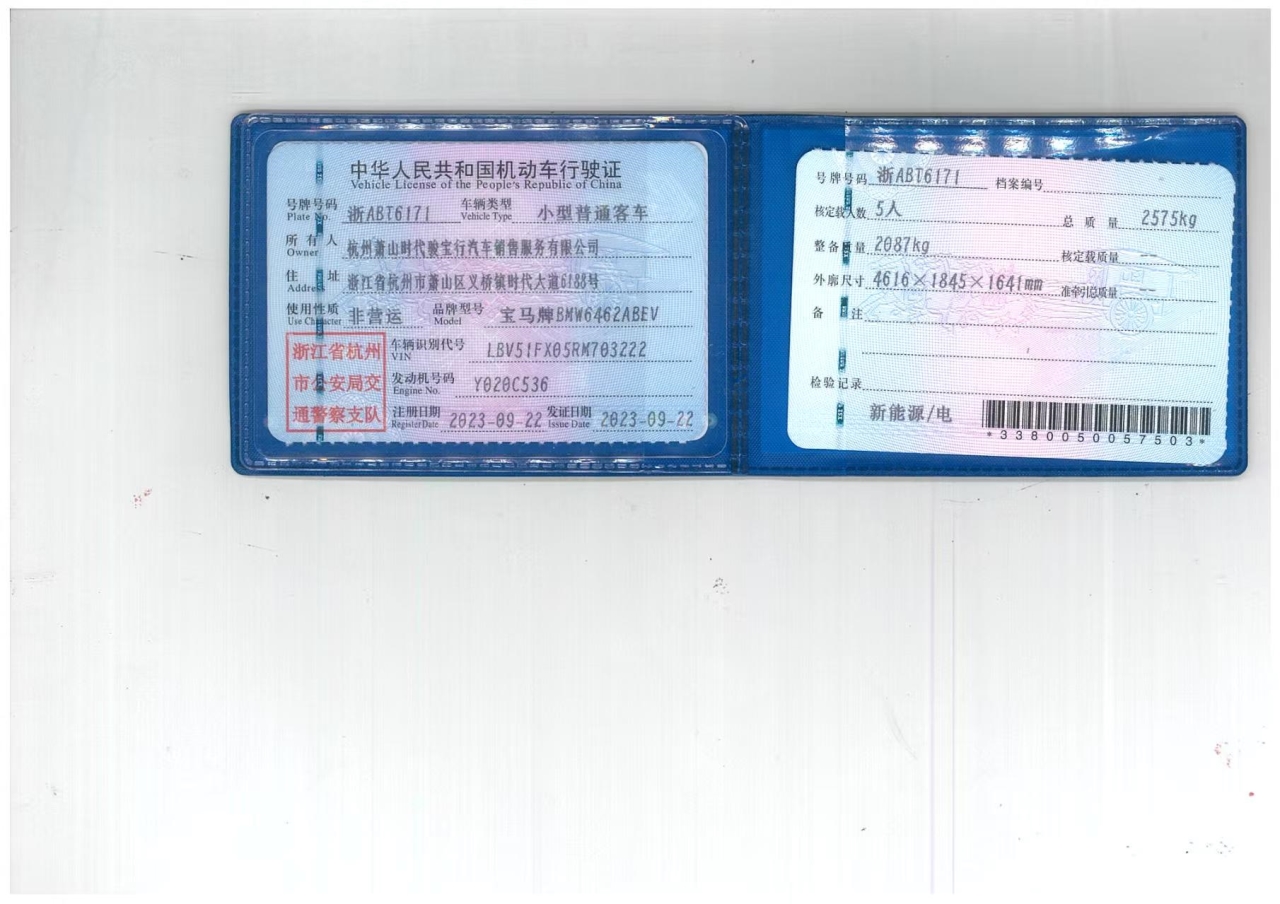 中华人民共和国机动车行驶证
Vehicle License of the People's Republic of China
号牌号码 浙ABT6171 车辆类型 小型普通客车
Plate No. Vehicle Type
所有人 杭州萧山时代骏宝行汽车销售服务有限公司
Owner
住址 浙江省杭州市萧山区义桥镇时代大道6188号
Address
使用性质 非营运 品牌型号 宝马牌BMW6462ABEV
Use Character Model
浙江省杭州
市公安局交
通警察支队
车辆识别代号 LBV51FX05RM703222
VIN
发动机号码 Y020C536
Engine No.
注册日期 2023-09-22 发证日期 2023-09-22
Register Date Issue Date
号牌号码 浙ABT6171 档案编号
核定载人数 5人 总质量 2575kg
整备质量 2087kg 核定载质量 --
外廓尺寸 4616×1845×1641mm 准牵引总质量 --
备注
检验记录
新能源/电
*3380050057503*